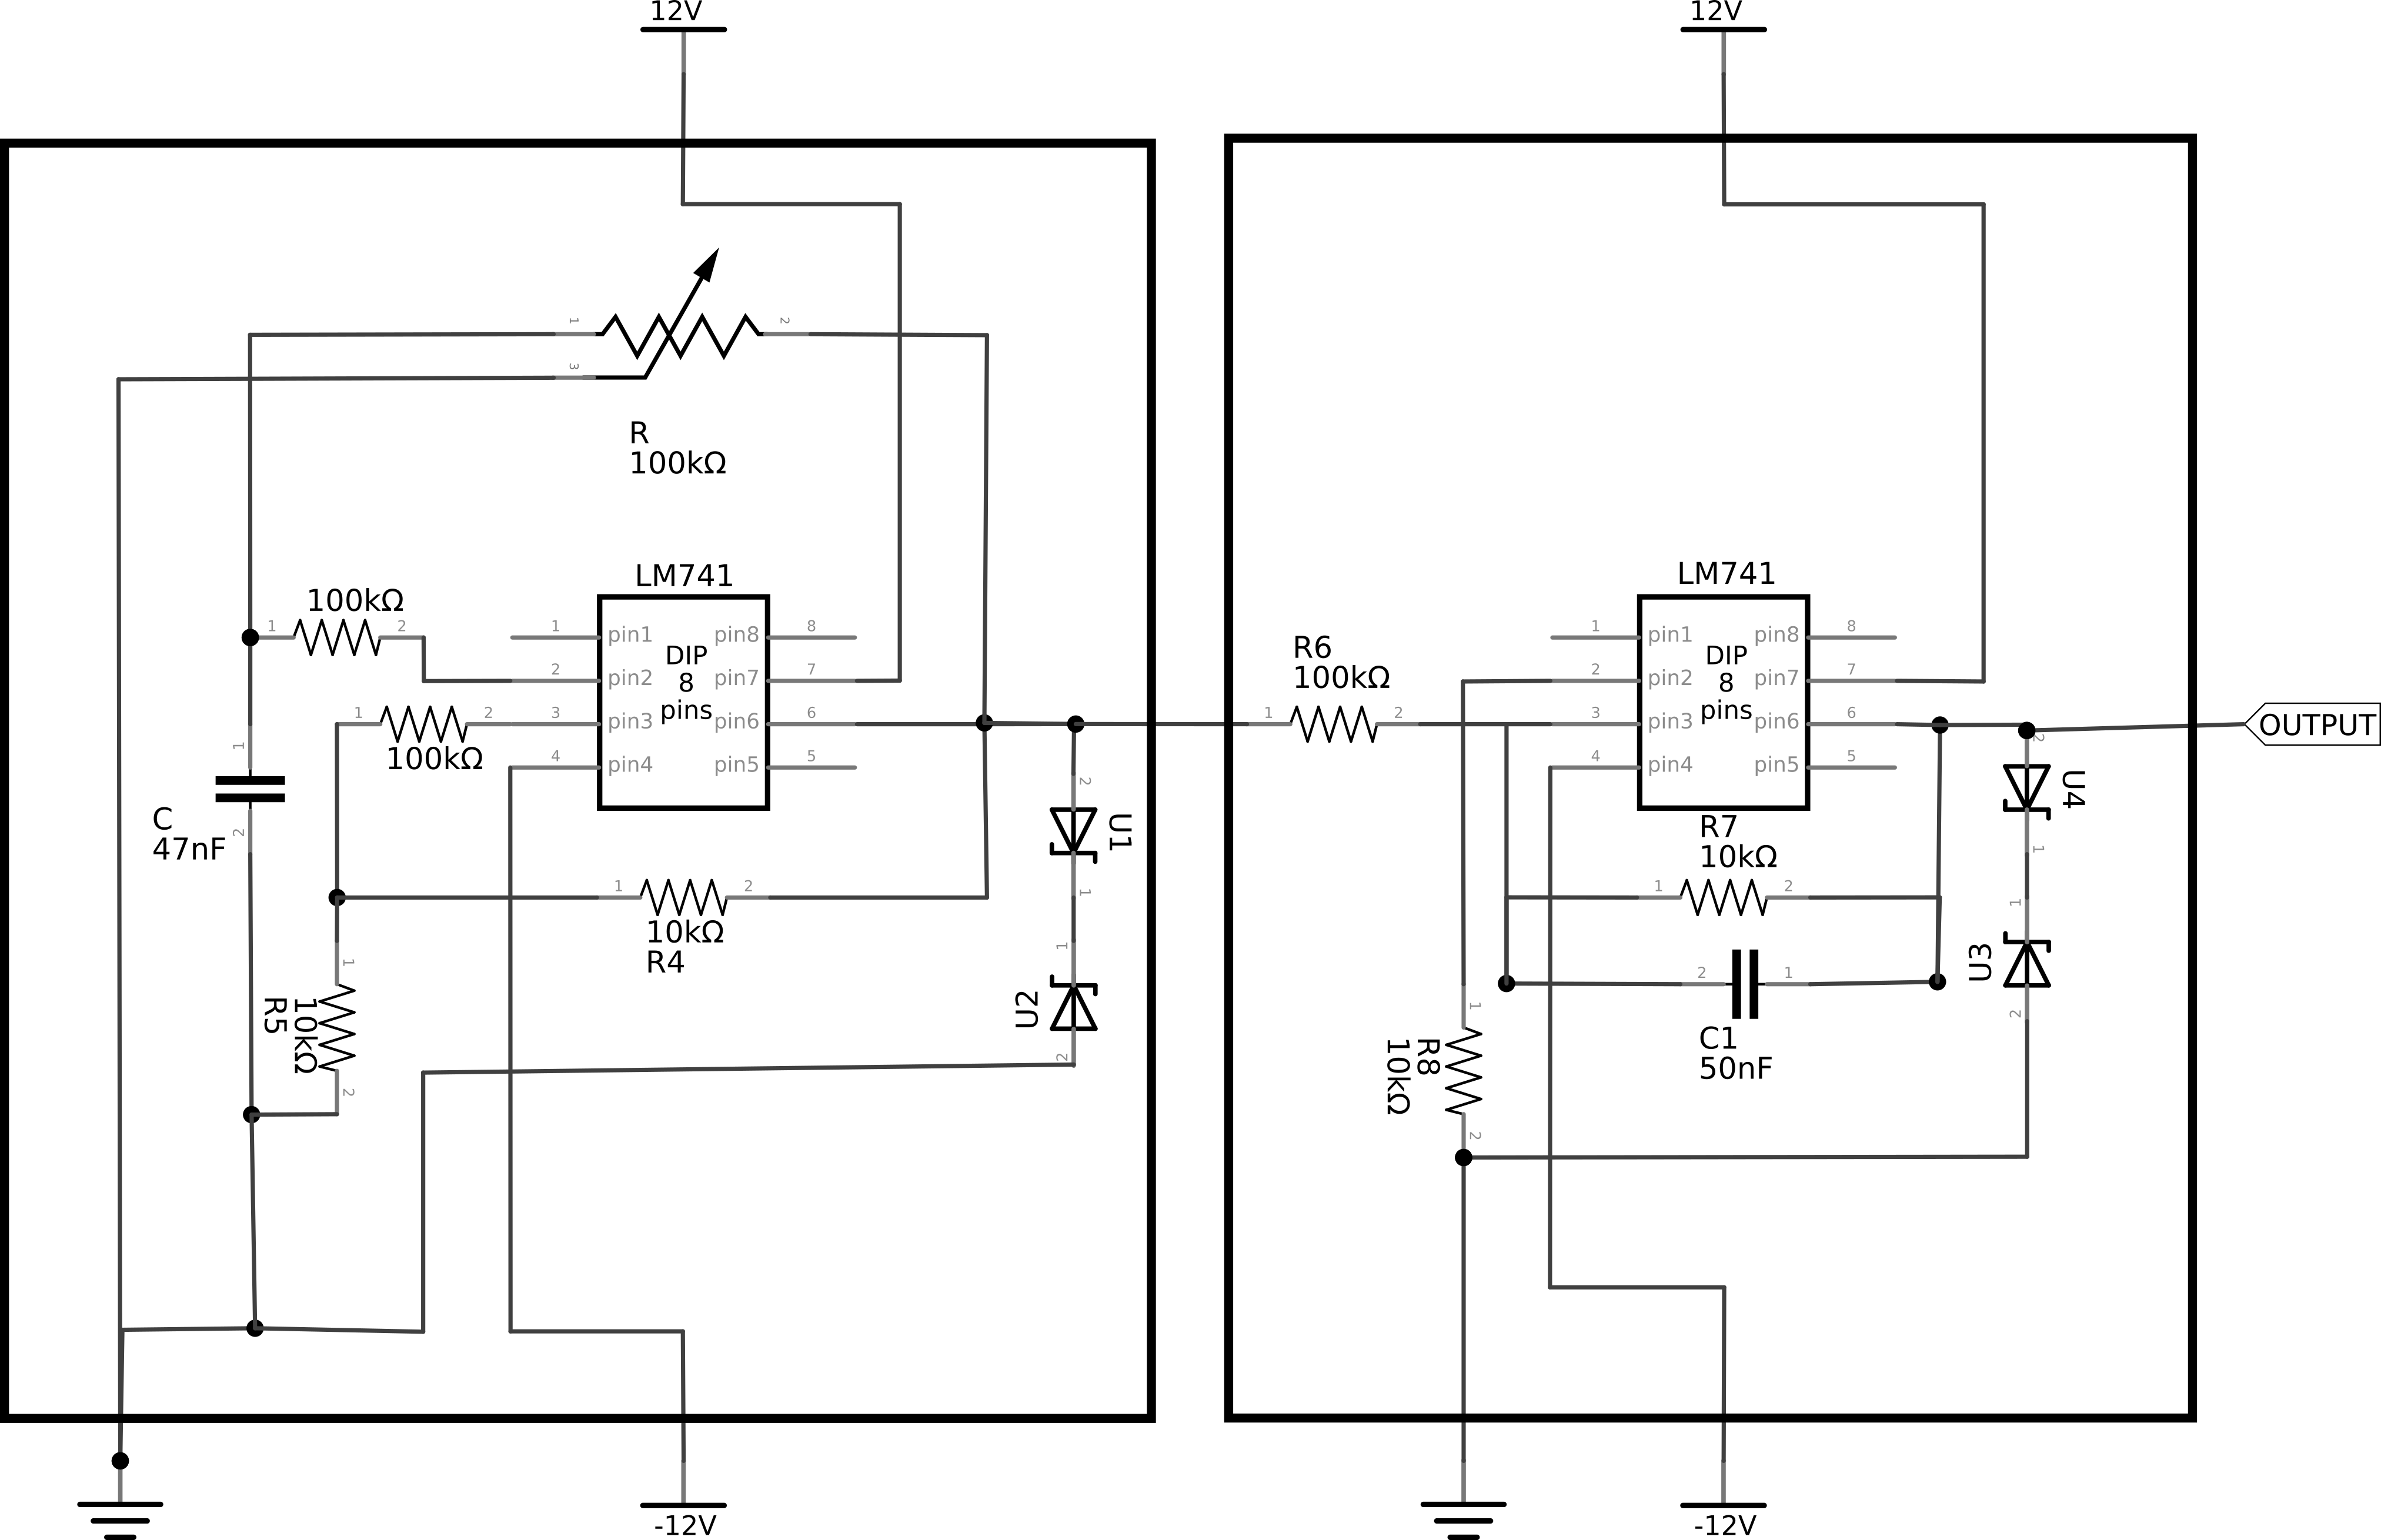 12V
12V
1
2
3
R
100kΩ
100kΩ
1
2
LM741
1
pin1
pin8
8
DIP
8
pins
2
pin2
pin7
7
3
pin3
pin6
6
4
pin4
pin5
5
1
2
100kΩ
1
2
C
47nF
1
2
10kΩ
R4
1
2
R5
10kΩ
2
1
U1
1
2
U2
R6
100kΩ
1
2
LM741
1
pin1
pin8
8
DIP
8
pins
2
pin2
pin7
7
3
pin3
pin6
6
4
pin4
pin5
5
OUTPUT
R7
10kΩ
1
2
2
1
C1
50nF
1
2
R8
10kΩ
2
1
U4
1
2
U3
-12V
-12V